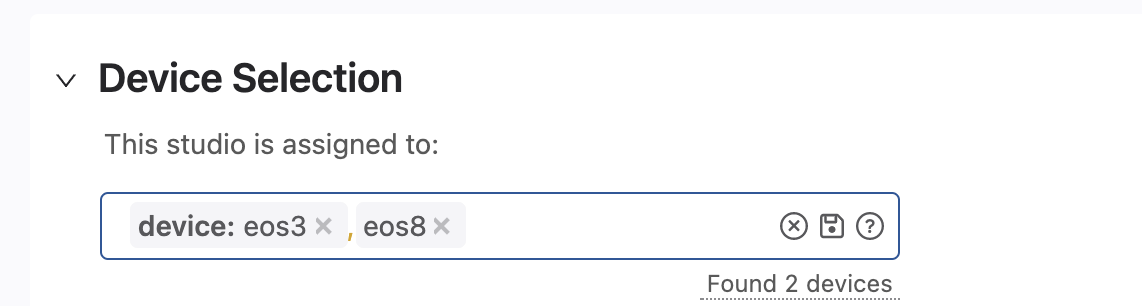 Device Selection
This studio is assigned to:
device: eos3 × , eos8 ×
Found 2 devices